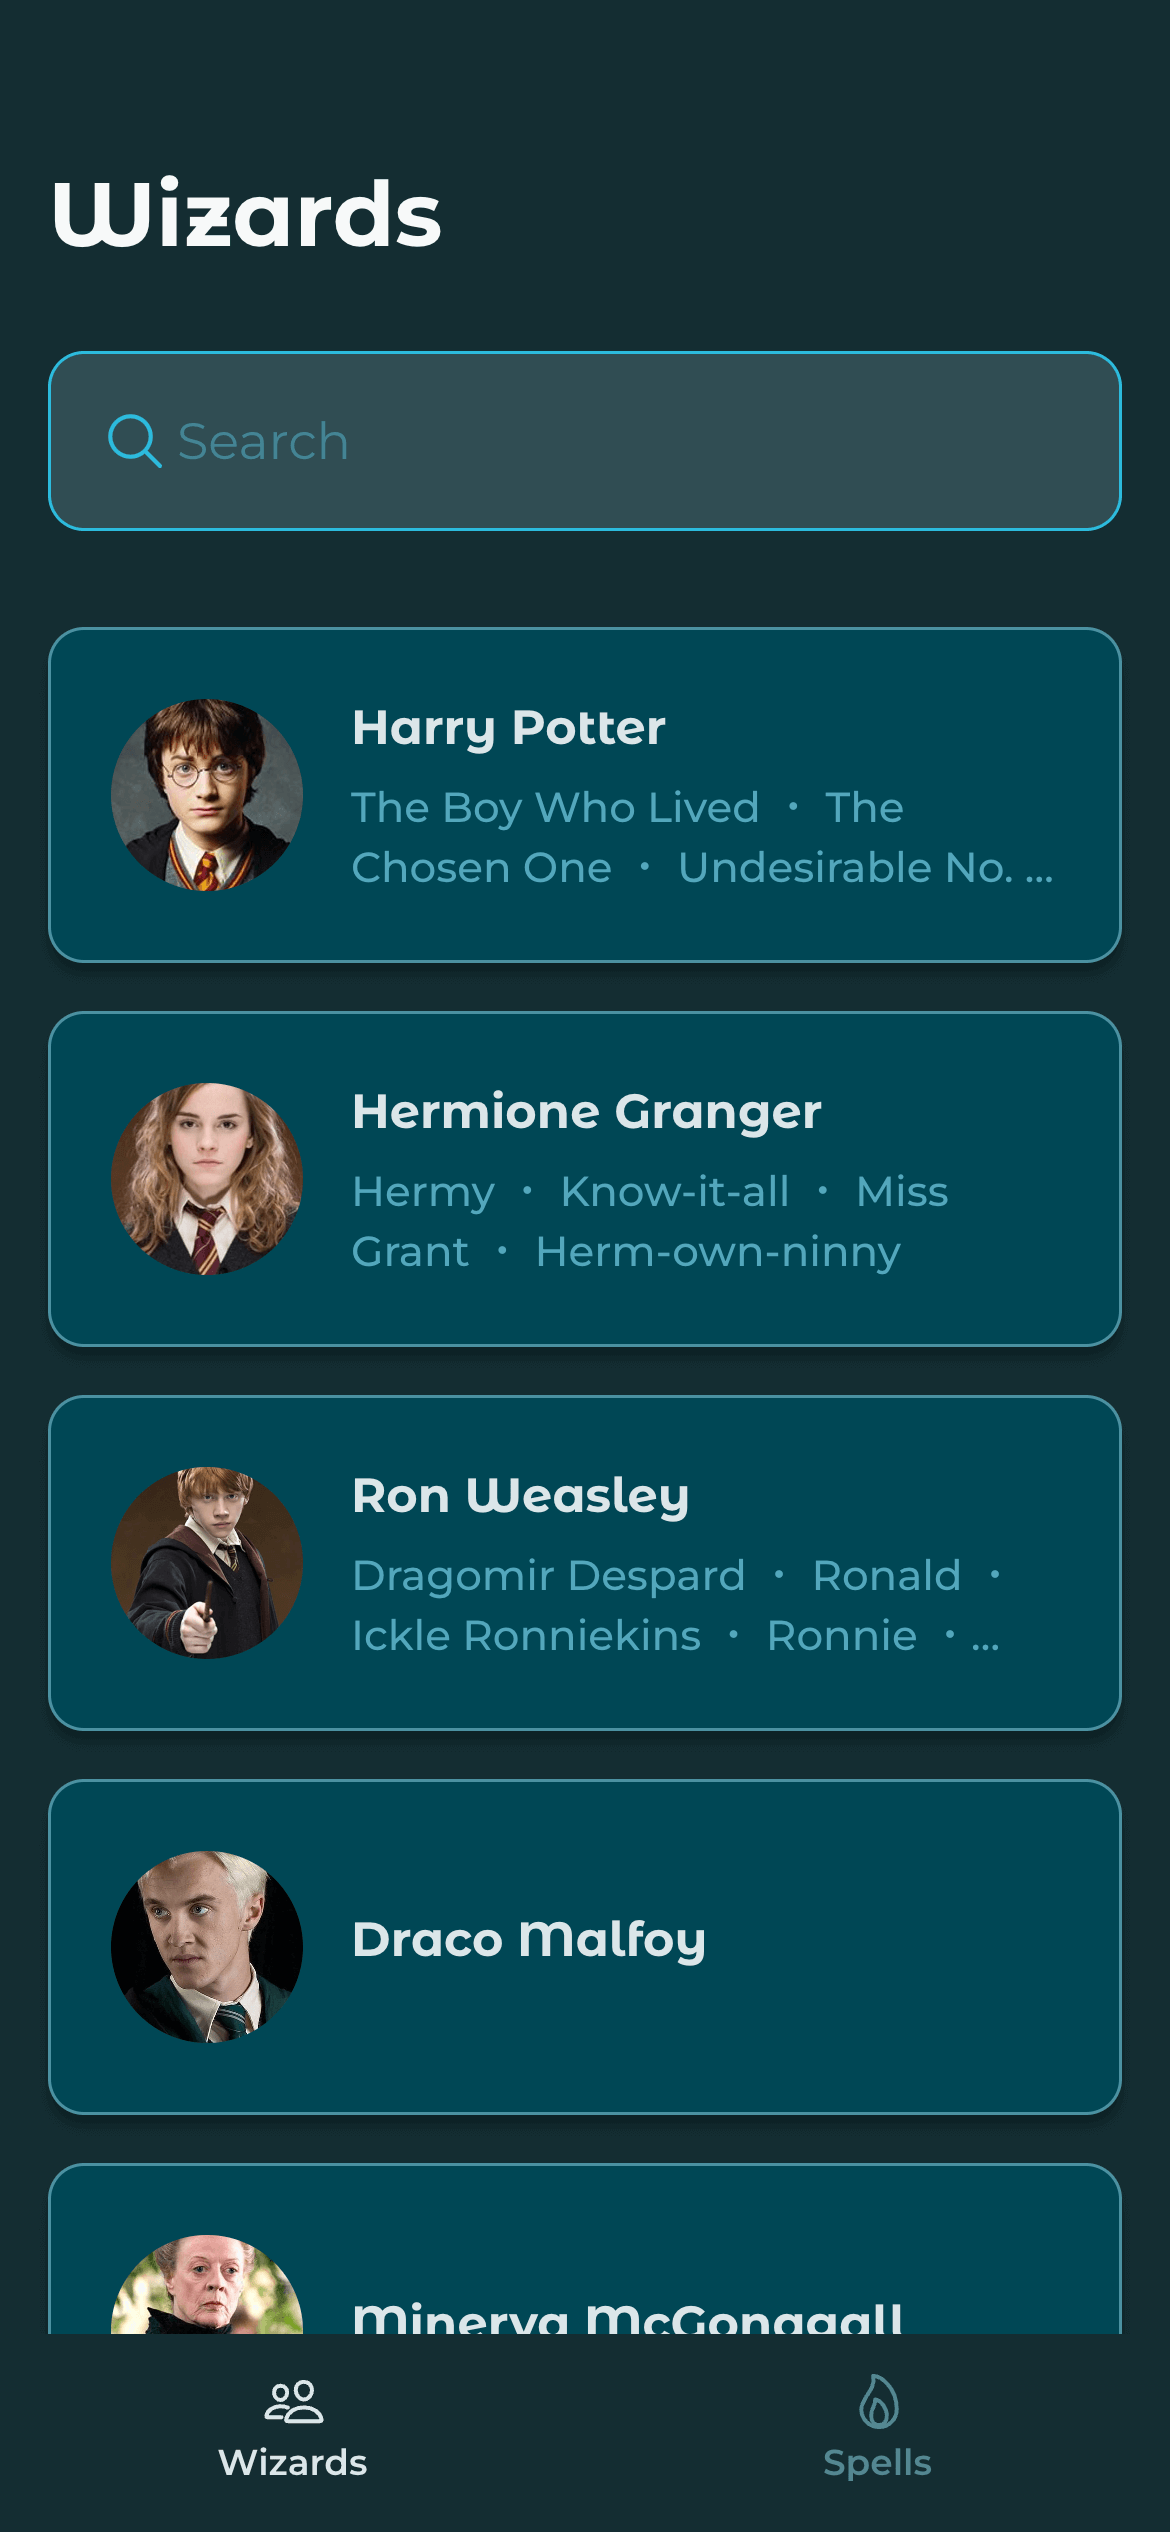 Wizards
Search
Harry Potter
The Boy Who Lived • The
Chosen One • Undesirable No. ...
Hermione Granger
Hermy • Know-it-all • Miss
Grant • Herm-own-ninny
Ron Weasley
Dragomir Despard • Ronald •
Ickle Ronniekins • Ronnie • ...
Draco Malfoy
Minerva McGonagall
Wizards
Spells